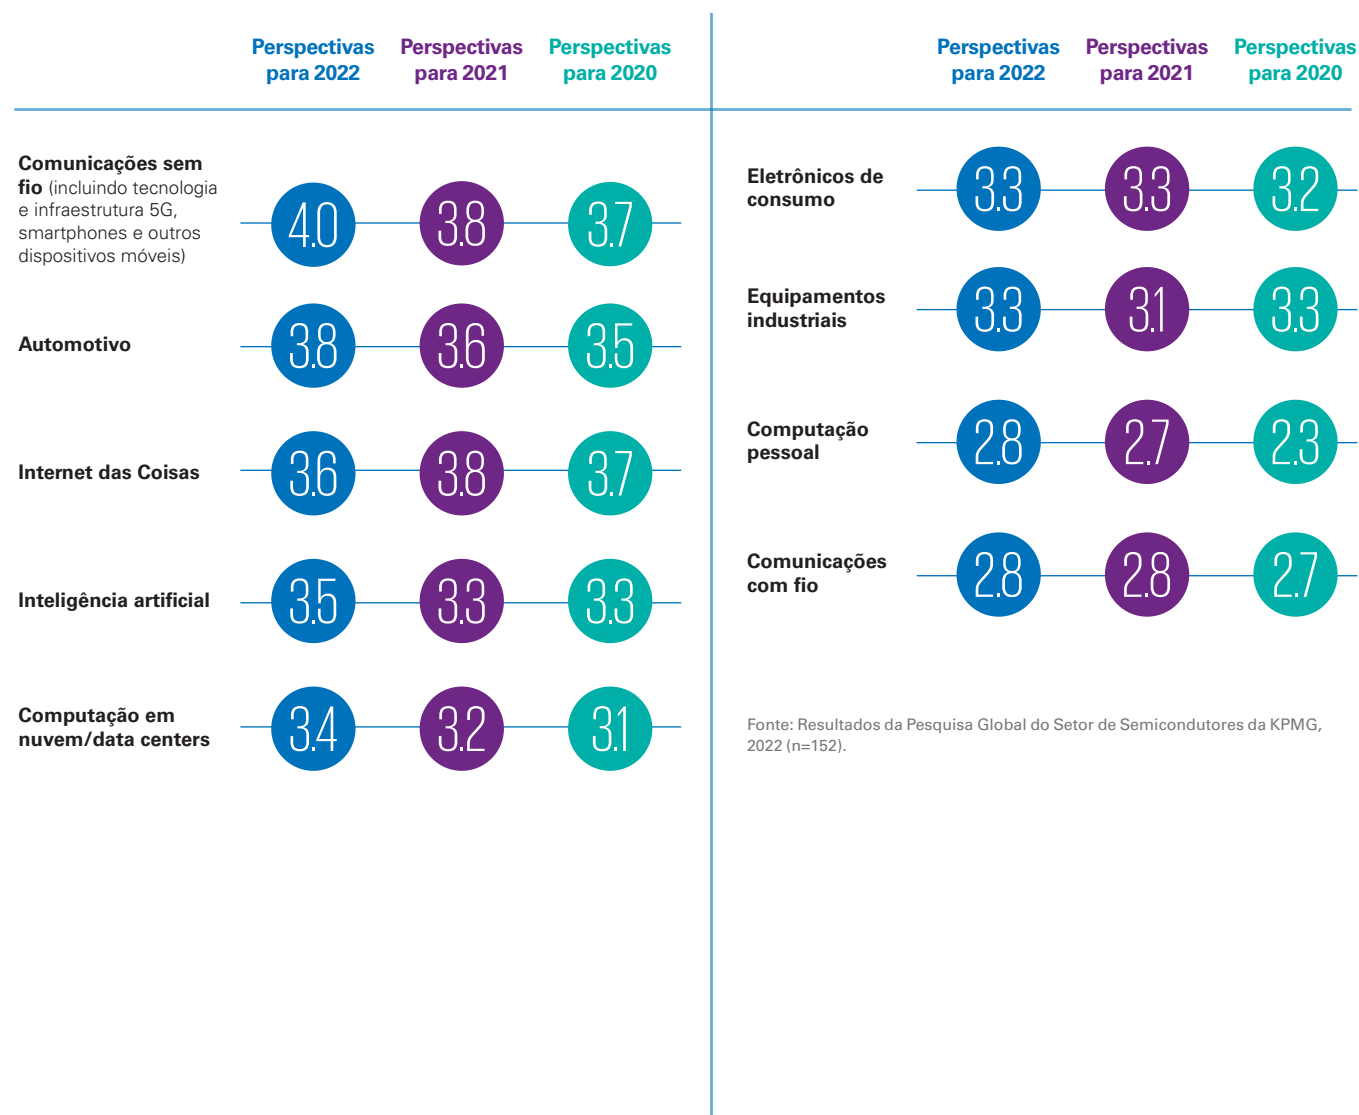 Perspectivas para 2022
Perspectivas para 2021
Perspectivas para 2020
Comunicações sem
fio (incluindo tecnologia
e infraestrutura 5G,
smartphones e outros
dispositivos móveis)
4.0 3.8 3.7
Automotivo
3.8 3.6 3.5
Internet das Coisas
3.6 3.8 3.7
Inteligência artificial
3.5 3.3 3.3
Computação em
nuvem/data centers
3.4 3.2 3.1
Perspectivas para 2022
Perspectivas para 2021
Perspectivas para 2020
Eletrônicos de
consumo
3.3 3.3 3.2
Equipamentos
industriais
3.3 3.1 3.3
Computação
pessoal
2.8 2.7 2.3
Comunicações
com fio
2.8 2.8 2.7
Fonte: Resultados da Pesquisa Global do Setor de Semicondutores da KPMG,
2022 (n=152).